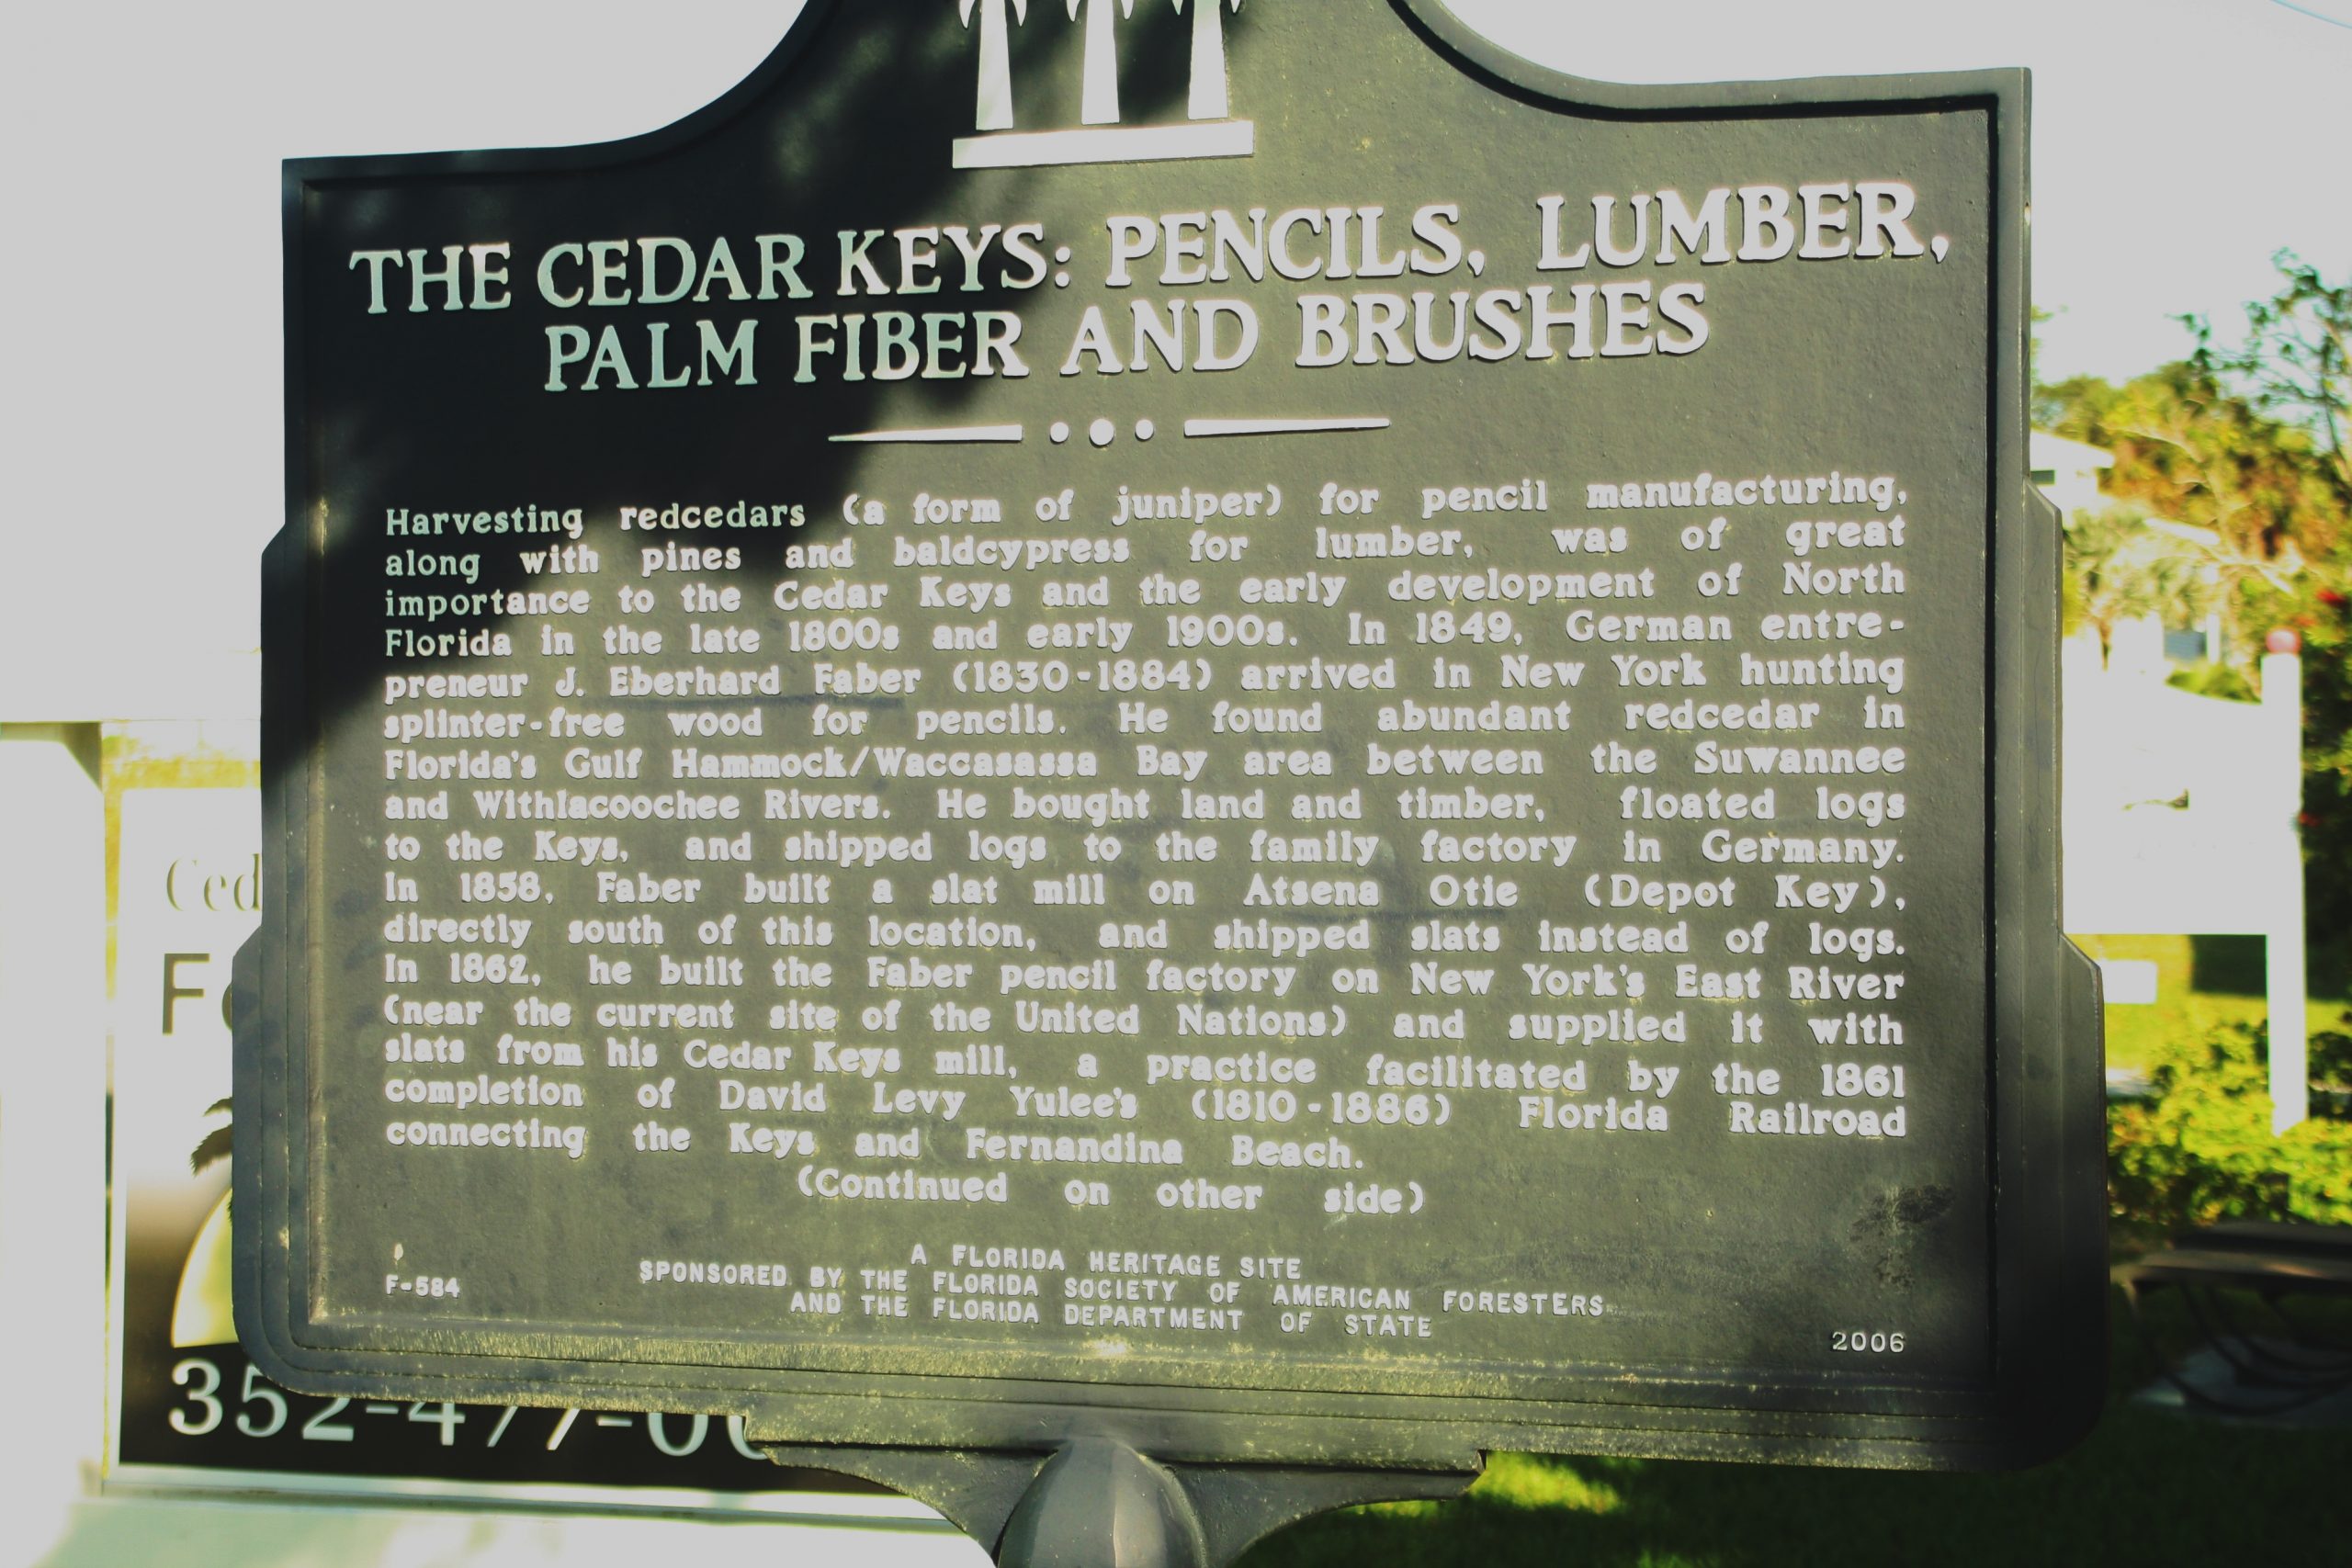 THE CEDAR KEYS: PENCILS, LUMBER,
PALM FIBER AND BRUSHES
Harvesting redcedars (a form of juniper) for pencil manufacturing,
along with pines and baldcypress for lumber, was of great
importance to the Cedar Keys and the early development of North
Florida in the late 1800s and early 1900s. In 1849, German entre-
preneur J. Eberhard Faber (1830-1884) arrived in New York hunting
splinter-free wood for pencils. He found abundant redcedar in
Florida's Gulf Hammock/Waccasassa Bay area between the Suwannee
and Withlacoochee Rivers. He bought land and timber, floated logs
to the Keys, and shipped logs to the family factory in Germany.
In 1858, Faber built a slat mill on Atsena Otie (Depot Key),
directly south of this location, and shipped slats instead of logs.
In 1862, he built the Faber pencil factory on New York's East River
(near the current site of the United Nations) and supplied it with
slats from his Cedar Keys mill, a practice facilitated by the 1861
completion of David Levy Yulee's (1810-1886) Florida Railroad
connecting the Keys and Fernandina Beach.
(Continued on other side)
A FLORIDA HERITAGE SITE
SPONSORED BY THE FLORIDA SOCIETY OF AMERICAN FORESTERS
AND THE FLORIDA DEPARTMENT OF STATE
F-584
2006
Ced
F
352-477-0